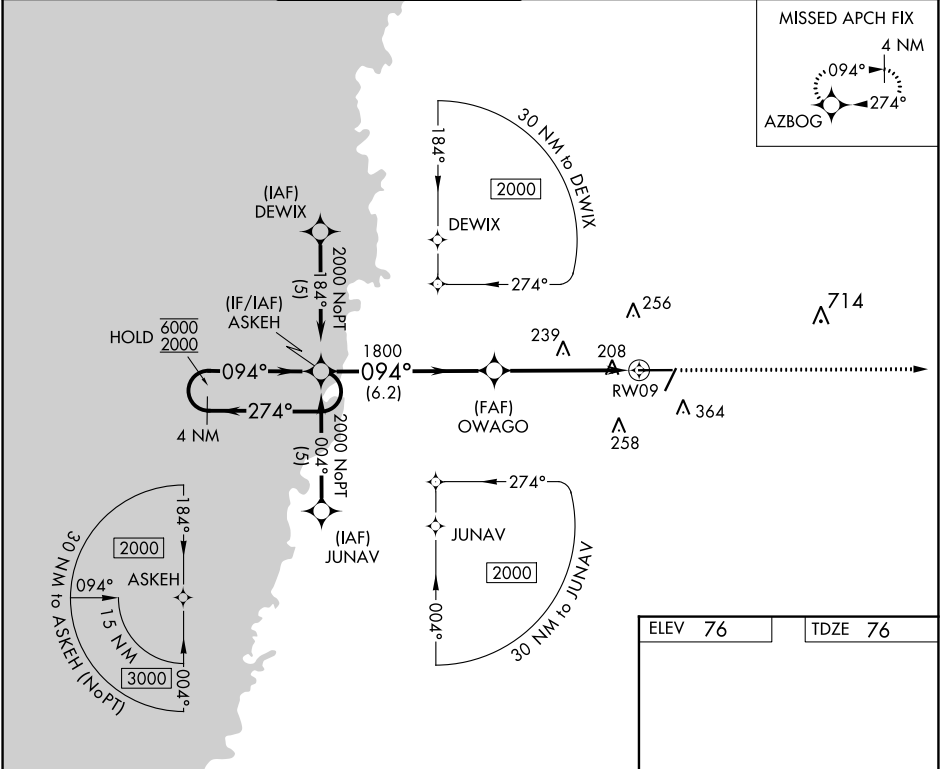 MISSED APCH FIX
4 NM
094°
274°
AZBOG
30 NM to DEWIX
184°
2000
DEWIX
274°
(IAF)
DEWIX
2000 NoPT
184°
(5)
(IF/IAF)
ASKEH
HOLD 6000
2000
094°
274°
4 NM
1800
094°
(6.2)
(FAF)
OWAGO
239
256
714
208
RW09
364
258
2000 NoPT
004°
(5)
(IAF)
JUNAV
274°
JUNAV
2000
004°
30 NM to JUNAV
184°
2000
ASKEH
094°
15 NM
3000
004°
30 NM to ASKEH (NoPT)
ELEV 76
TDZE 76